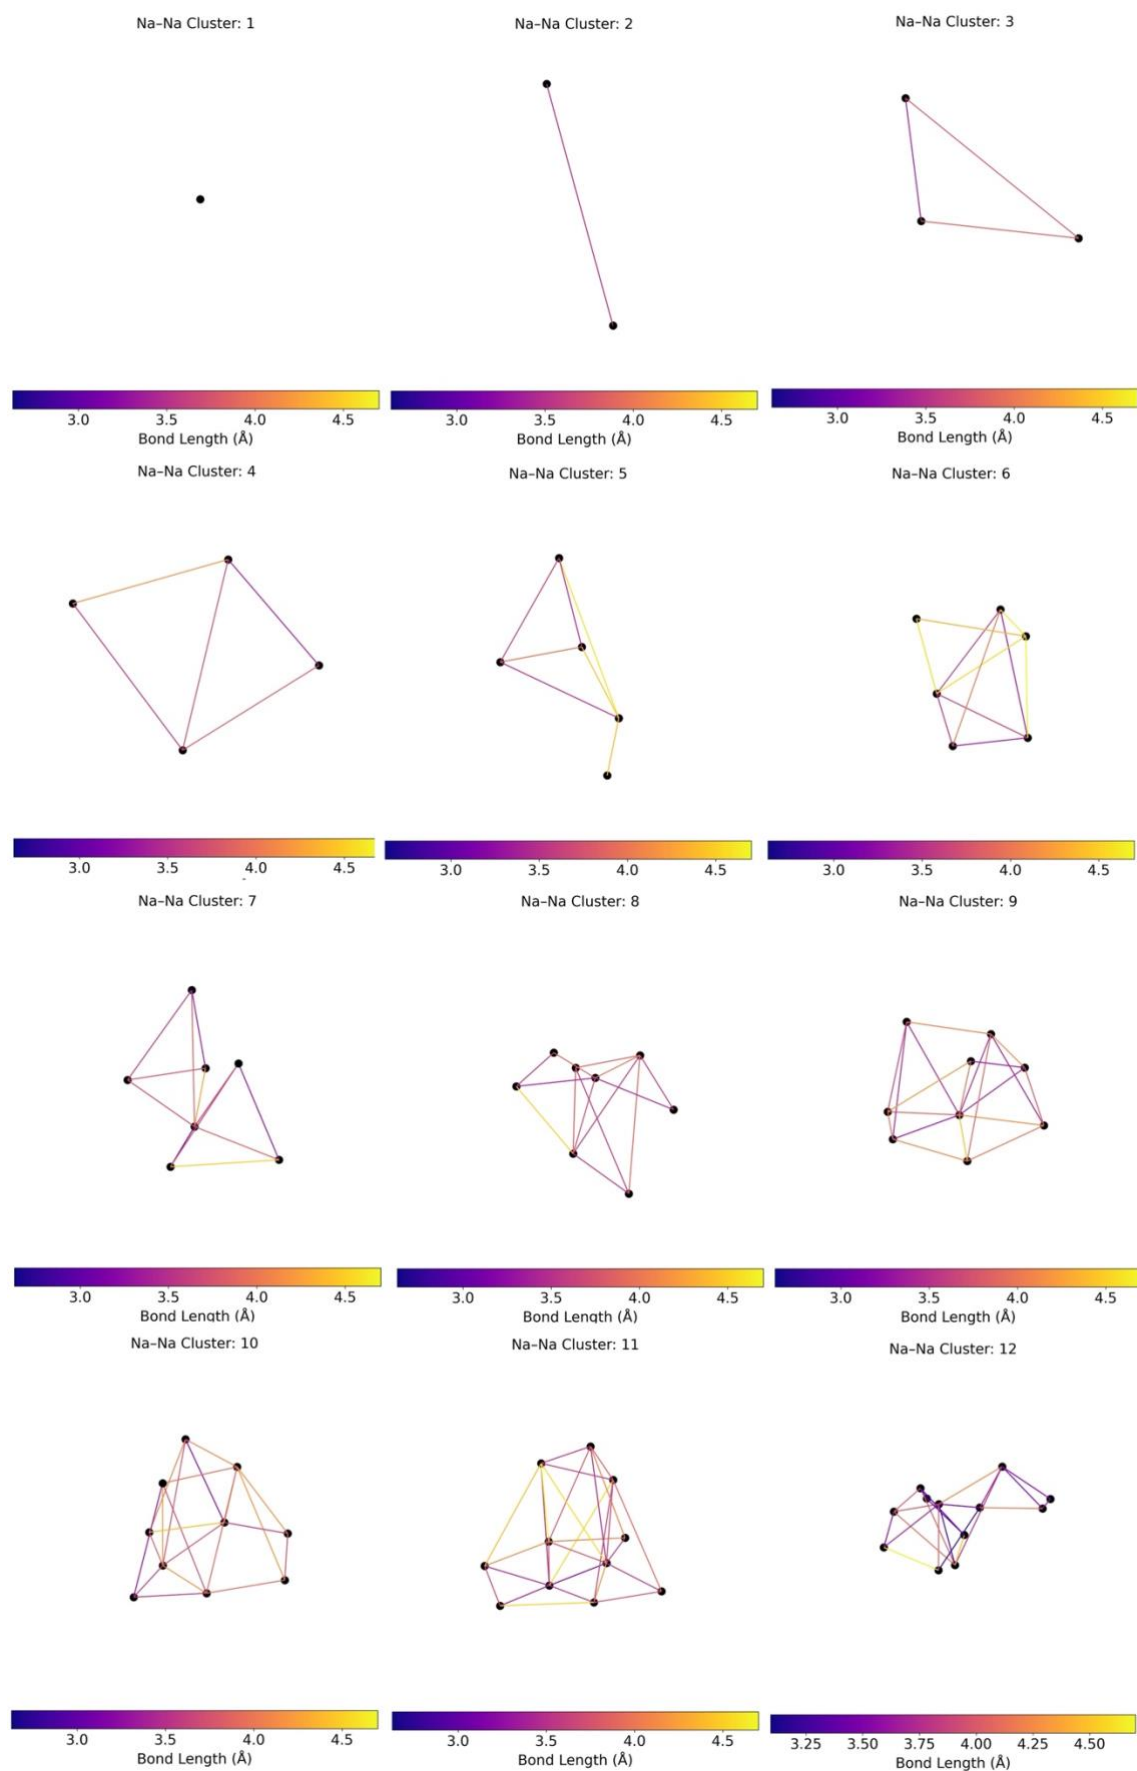 Na–Na Cluster: 1
Na–Na Cluster: 2
Na–Na Cluster: 3
3.0 3.5 4.0 4.5
Bond Length (Å)
3.0 3.5 4.0 4.5
Bond Length (Å)
3.0 3.5 4.0 4.5
Bond Length (Å)
Na–Na Cluster: 4
Na–Na Cluster: 5
Na–Na Cluster: 6
3.0 3.5 4.0 4.5
3.0 3.5 4.0 4.5
3.0 3.5 4.0 4.5
Na–Na Cluster: 7
Na–Na Cluster: 8
Na–Na Cluster: 9
3.0 3.5 4.0 4.5
Bond Length (Å)
3.0 3.5 4.0 4.5
Bond Length (Å)
3.0 3.5 4.0 4.5
Bond Length (Å)
Na–Na Cluster: 10
Na–Na Cluster: 11
Na–Na Cluster: 12
3.0 3.5 4.0 4.5
Bond Length (Å)
3.0 3.5 4.0 4.5
Bond Length (Å)
3.25 3.50 3.75 4.00 4.25 4.50
Bond Length (Å)